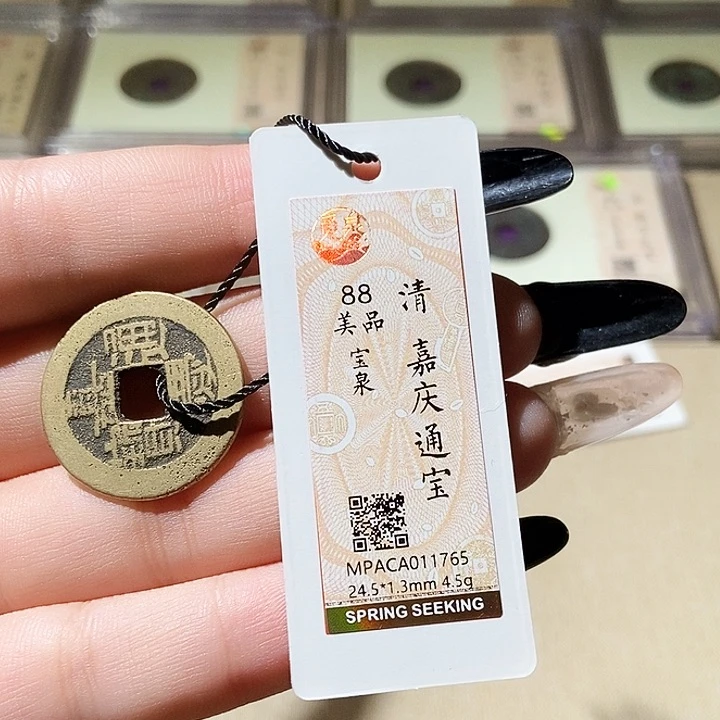 清 嘉庆通宝
88
美品
宝泉
MPACA011765
24.5*1.3mm 4.5g
SPRING SEEKING